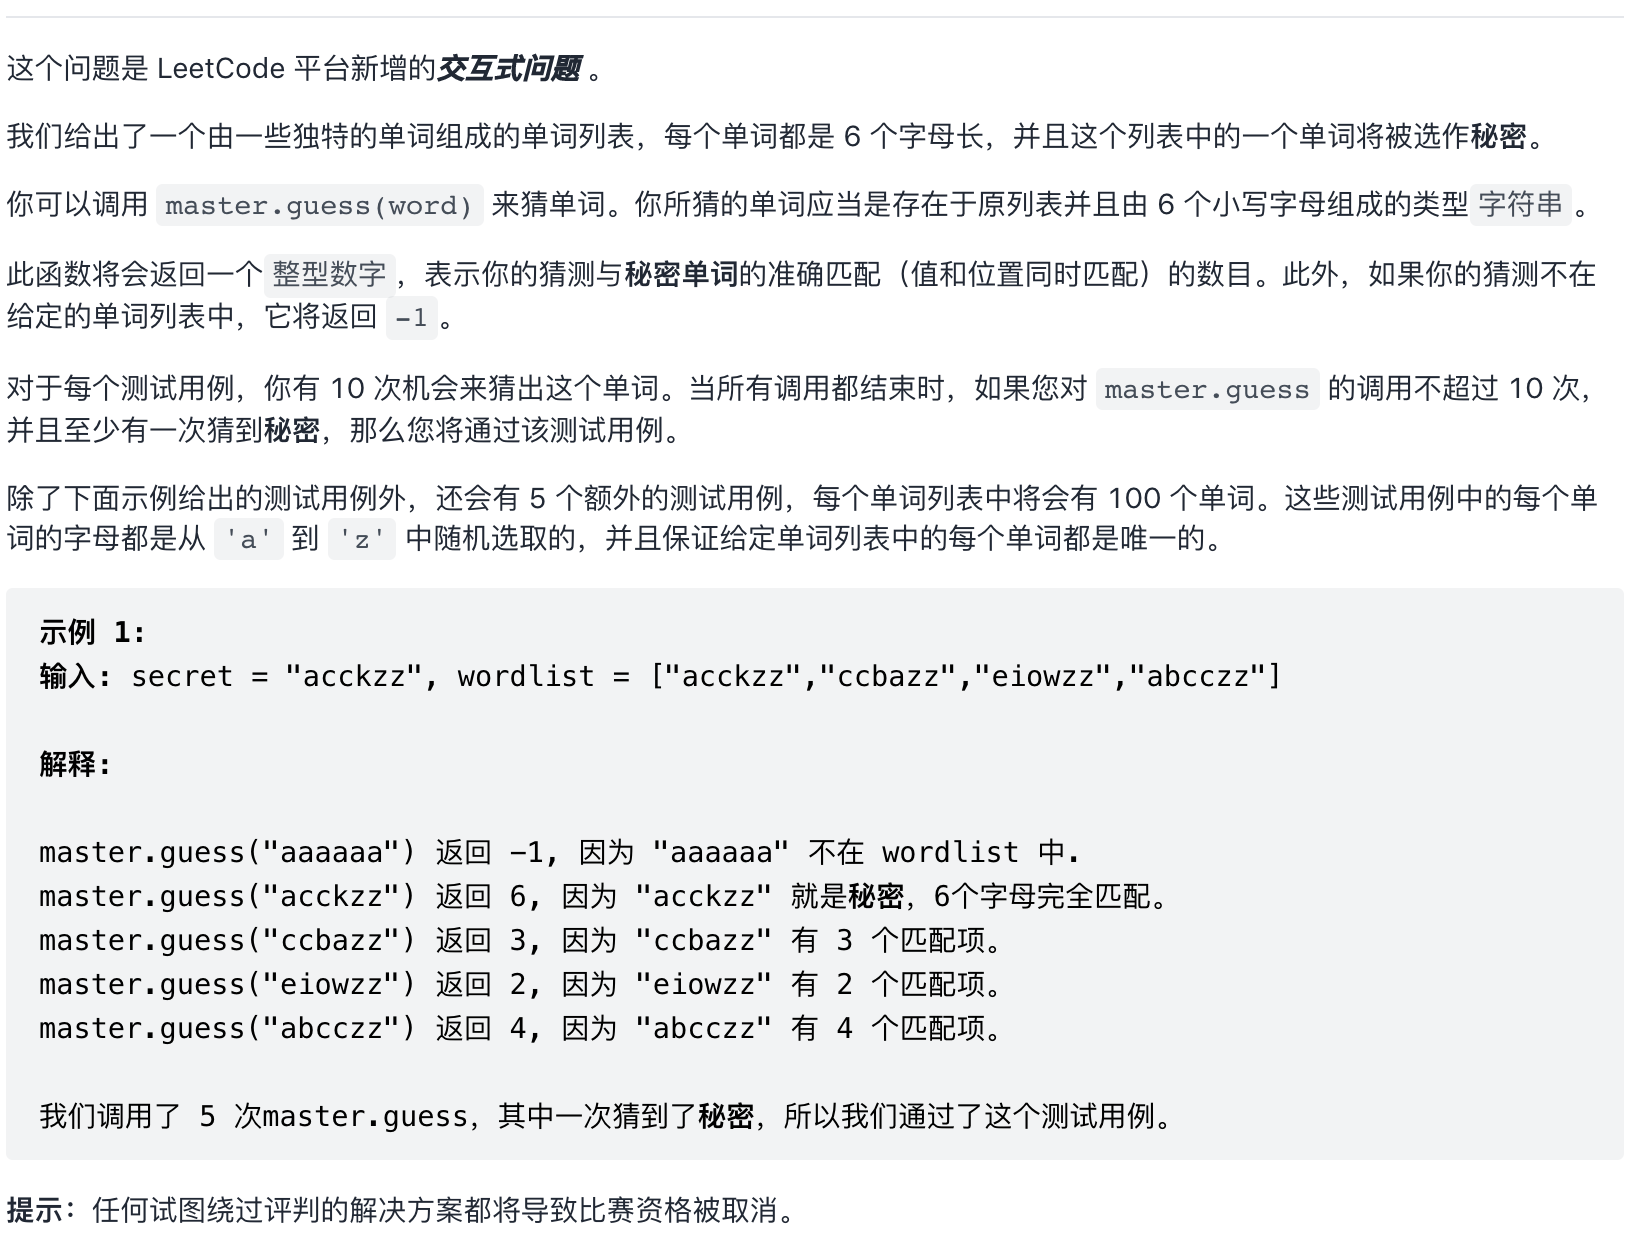 这个问题是 LeetCode 平台新增的交互式问题 。
我们给出了一个由一些独特的单词组成的单词列表，每个单词都是 6 个字母长，并且这个列表中的一个单词将被选作秘密。
你可以调用 master.guess(word) 来猜单词。你所猜的单词应当是存在于原列表并且由 6 个小写字母组成的类型字符串。
此函数将会返回一个整型数字，表示你的猜测与秘密单词的准确匹配（值和位置同时匹配）的数目。此外，如果你的猜测不在
给定的单词列表中，它将返回 -1。
对于每个测试用例，你有 10 次机会来猜出这个单词。当所有调用都结束时，如果您对 master.guess 的调用不超过 10 次，
并且至少有一次猜到秘密，那么您将通过该测试用例。
除了下面示例给出的测试用例外，还会有 5 个额外的测试用例，每个单词列表中将会有 100 个单词。这些测试用例中的每个单
词的字母都是从 'a' 到 'z' 中随机选取的，并且保证给定单词列表中的每个单词都是唯一的。
示例 1:
输入: secret = "acckzz", wordlist = ["acckzz","ccbazz","eiowzz","abcczz"]
解释:
master.guess("aaaaaa") 返回 -1, 因为 "aaaaaa" 不在 wordlist 中.
master.guess("acckzz") 返回 6, 因为 "acckzz" 就是秘密，6个字母完全匹配。
master.guess("ccbazz") 返回 3, 因为 "ccbazz" 有 3 个匹配项。
master.guess("eiowzz") 返回 2, 因为 "eiowzz" 有 2 个匹配项。
master.guess("abcczz") 返回 4, 因为 "abcczz" 有 4 个匹配项。
我们调用了 5 次master.guess，其中一次猜到了秘密，所以我们通过了这个测试用例。
提示：任何试图绕过评判的解决方案都将导致比赛资格被取消。